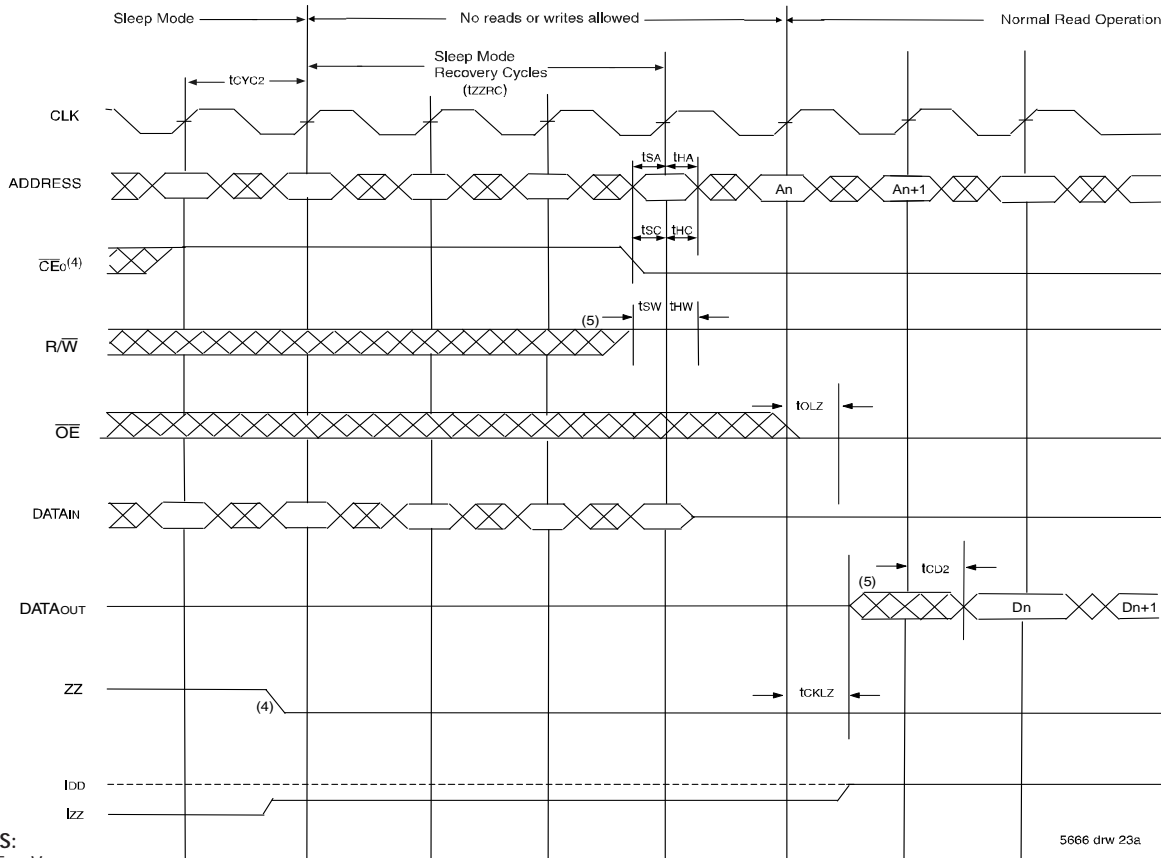 Sleep Mode
No reads or writes allowed
Normal Read Operation
Sleep Mode
Recovery Cycles
(tZZRC)
tCYC2
CLK
tSA tHA
ADDRESS
An
An+1
tSC tHC
CE0(4)
tSW tHW
(5)
R/W
tOLZ
OE
DATAIN
tCD2
(5)
DATAOUT
Dn
Dn+1
ZZ
(4)
tCKLZ
IDD
IZZ
5666 drw 23a
S: